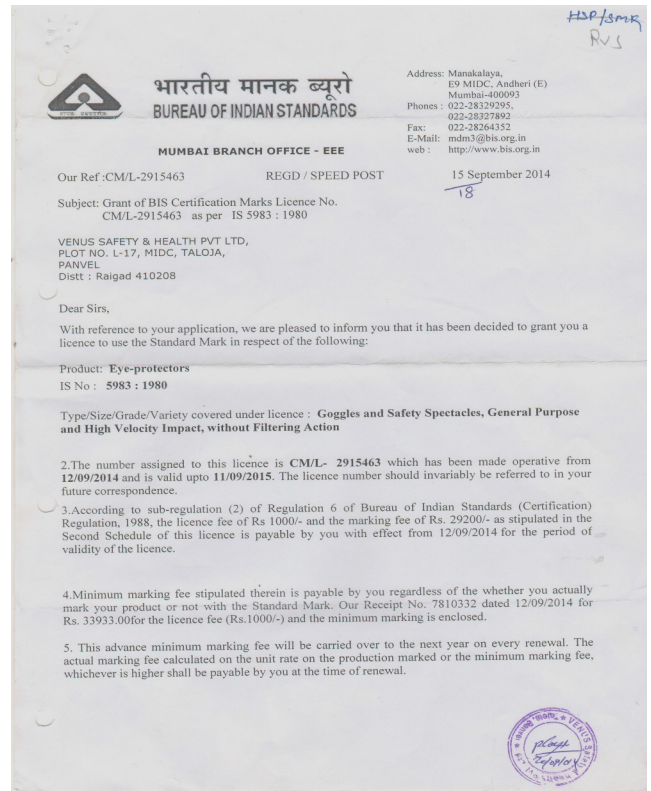 HSP/SMK
RVS
भारतीय मानक ब्यूरो
BUREAU OF INDIAN STANDARDS
MUMBAI BRANCH OFFICE - EEE
Address: Manakalaya,
E9 MIDC, Andheri (E)
Mumbai-400093
Phones : 022-28329295,
022-28327892
Fax: 022-28264352
E-Mail: mdm3@bis.org.in
web : http://www.bis.org.in
Our Ref :CM/L-2915463 REGD / SPEED POST 15 September 2014
18
Subject: Grant of BIS Certification Marks Licence No.
CM/L-2915463 as per IS 5983 : 1980
VENUS SAFETY & HEALTH PVT LTD,
PLOT NO. L-17, MIDC, TALOJA,
PANVEL
Distt : Raigad 410208
Dear Sirs,
With reference to your application, we are pleased to inform you that it has been decided to grant you a
licence to use the Standard Mark in respect of the following:
Product: Eye-protectors
IS No : 5983 : 1980
Type/Size/Grade/Variety covered under licence : Goggles and Safety Spectacles, General Purpose
and High Velocity Impact, without Filtering Action
2.The number assigned to this licence is CM/L- 2915463 which has been made operative from
12/09/2014 and is valid upto 11/09/2015. The licence number should invariably be referred to in your
future correspondence.
3.According to sub-regulation (2) of Regulation 6 of Bureau of Indian Standards (Certification)
Regulation, 1988, the licence fee of Rs 1000/- and the marking fee of Rs. 29200/- as stipulated in the
Second Schedule of this licence is payable by you with effect from 12/09/2014 for the period of
validity of the licence.
4.Minimum marking fee stipulated therein is payable by you regardless of the whether you actually
mark your product or not with the Standard Mark. Our Receipt No. 7810332 dated 12/09/2014 for
Rs. 33933.00for the licence fee (Rs.1000/-) and the minimum marking is enclosed.
5. This advance minimum marking fee will be carried over to the next year on every renewal. The
actual marking fee calculated on the unit rate on the production marked or the minimum marking fee,
whichever is higher shall be payable by you at the time of renewal.
VENUS Safety